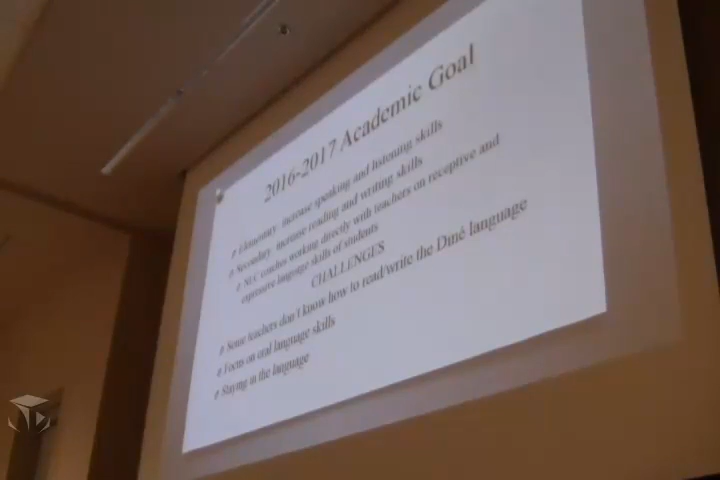 2016-2017 Academic Goal
Elementary- increase speaking and listening skills
Secondary- increase reading and writing skills
NLC coaches working directly with teachers on receptive and
expressive language skills of students
CHALLENGES
Some teachers don't know how to read/write the Diné language
Focus on oral language skills
Staying in the language